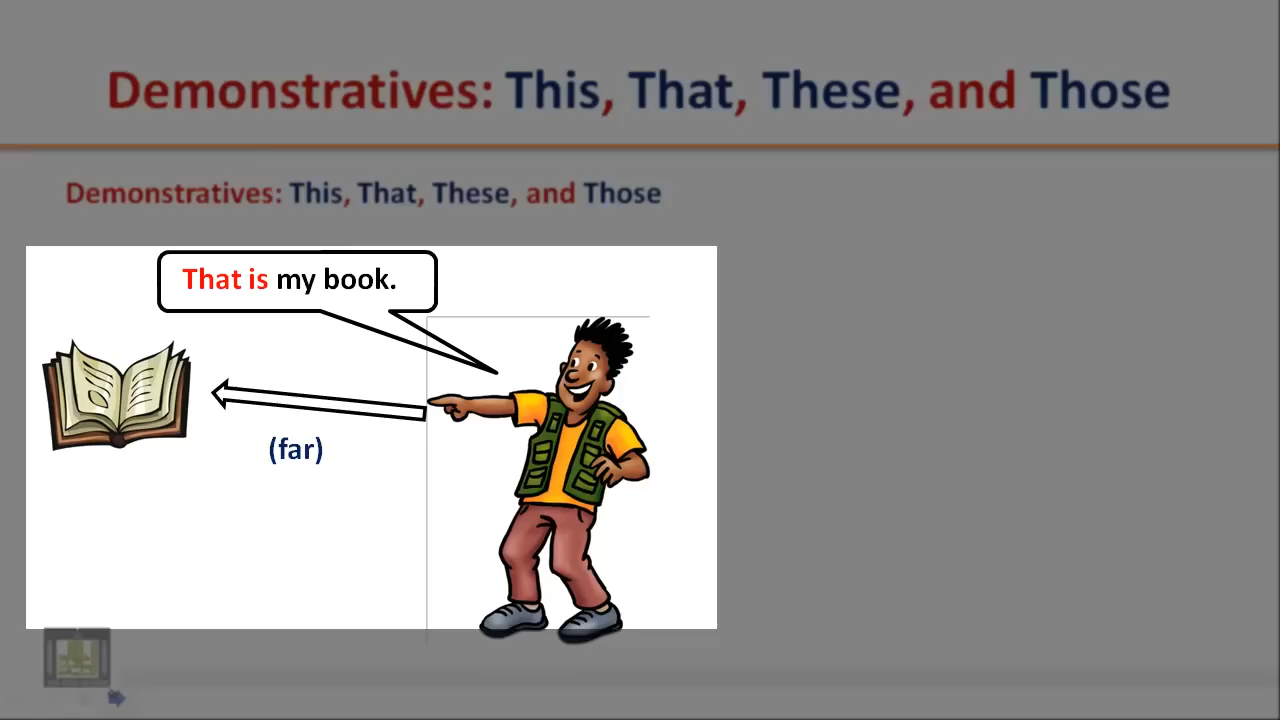 Demonstratives: This, That, These, and Those
Demonstratives: This, That, These, and Those
That is my book.
(far)